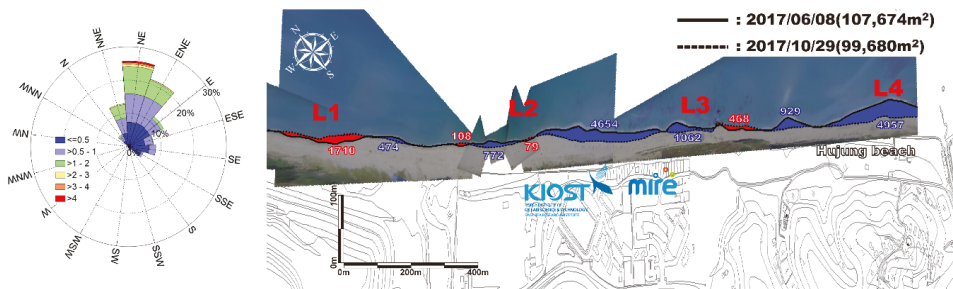 N
NNE
NE
ENE
E
ESE
SE
SSE
S
SSW
SW
WSW
W
WNW
NW
NNW
30%
20%
10%
0%
<=0.5
>0.5 - 1
>1 - 2
>2 - 3
>3 - 4
>4
: 2017/06/08(107,674m²)
: 2017/10/29(99,680m²)
N
E
S
W
L1
L2
L3
L4
1710
474
108
772
79
4654
1062
468
929
4957
Hujung beach
KIOST
mire
100m
0m
0m
200m
400m